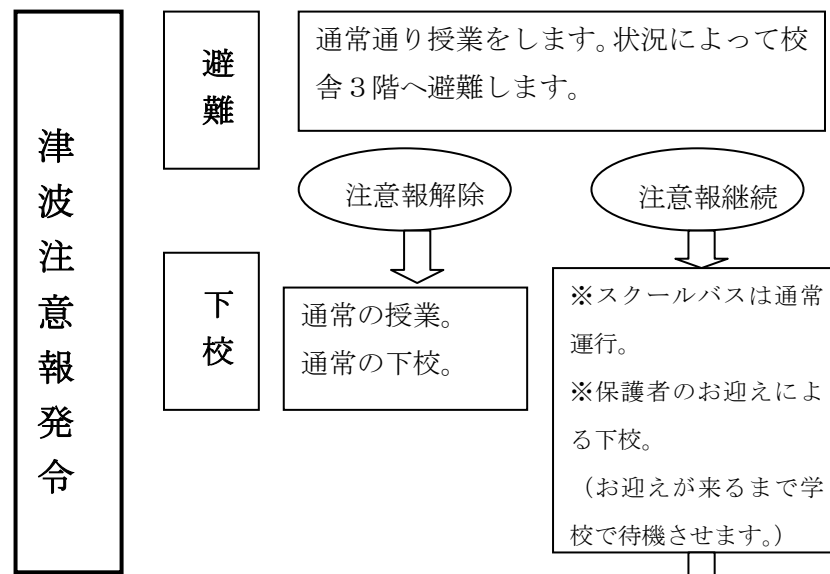 津波注意報発令
避難
通常通り授業をします。状況によって校
舎３階へ避難します。
注意報解除
注意報継続
下校
通常の授業。
通常の下校。
※スクールバスは通常
運行。
※保護者のお迎えによ
る下校。
（お迎えが来るまで学
校で待機させます。）